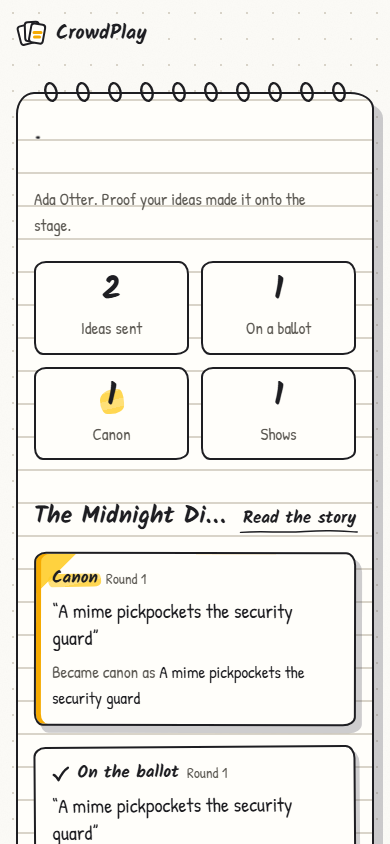 CrowdPlay
.
Ada Otter. Proof your ideas made it onto the
stage.
2
Ideas sent
1
On a ballot
1
Canon
1
Shows
The Midnight Di...
Read the story
Canon Round 1
“A mime pickpockets the security
guard”
Became canon as A mime pickpockets the
security guard
On the ballot Round 1
“A mime pickpockets the security
guard”